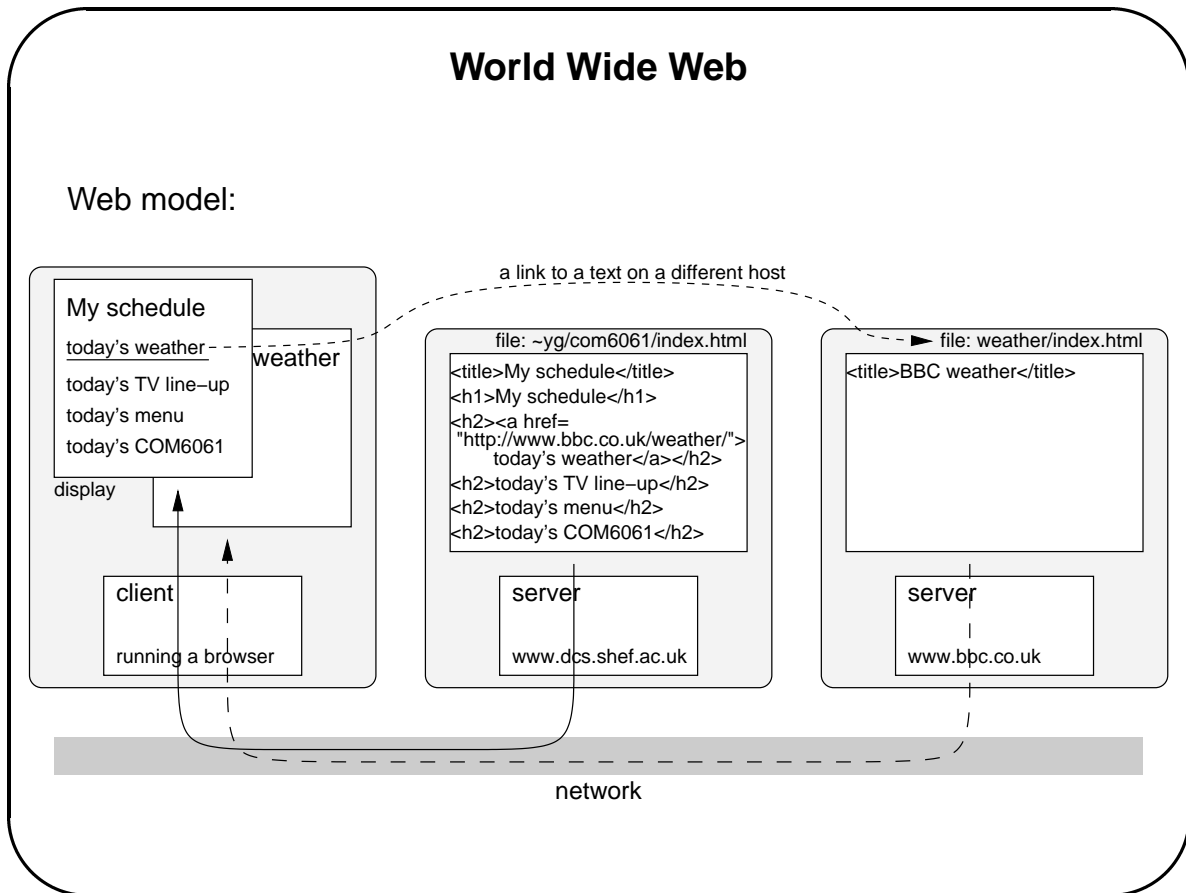 World Wide Web
Web model:
a link to a text on a different host
My schedule
today's weather
today's TV line−up
today's menu
today's COM6061
weather
display
client
running a browser
file: ~yg/com6061/index.html
<title>My schedule</title>
<h1>My schedule</h1>
<h2><a href=
"http://www.bbc.co.uk/weather/">
today's weather</a></h2>
<h2>today's TV line−up</h2>
<h2>today's menu</h2>
<h2>today's COM6061</h2>
server
www.dcs.shef.ac.uk
file: weather/index.html
<title>BBC weather</title>
server
www.bbc.co.uk
network